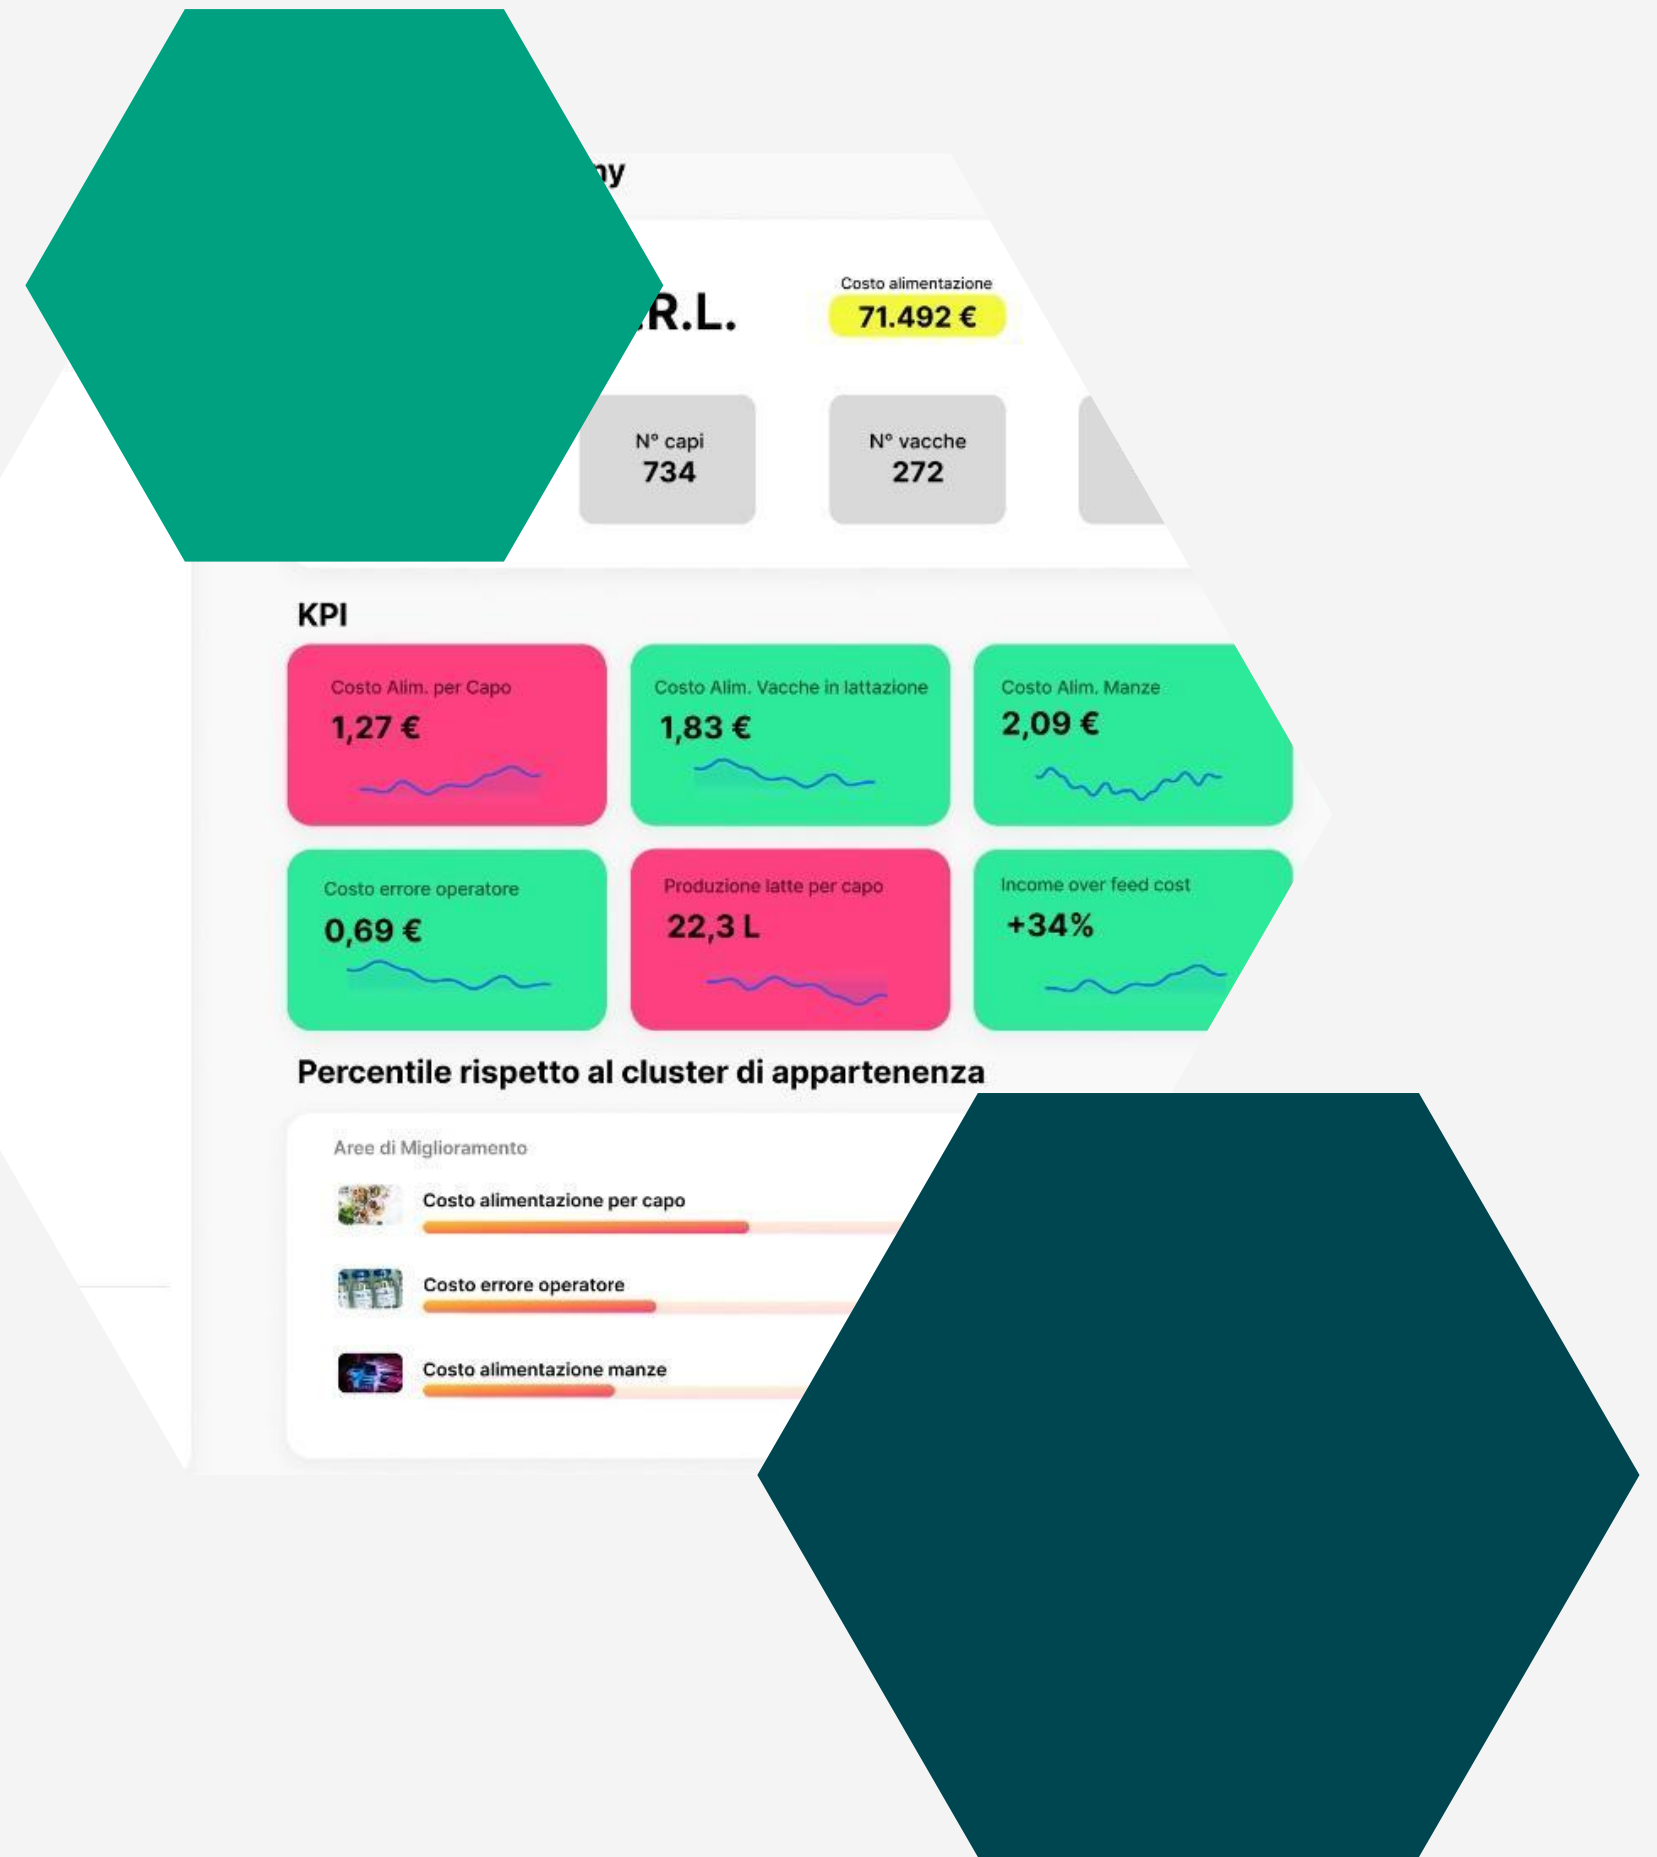 R.L.
Costo alimentazione
71.492 €
N° capi
734
N° vacche
272
KPI
Costo Alim. per Capo
1,27 €
Costo Alim. Vacche in lattazione
1,83 €
Costo Alim. Manze
2,09 €
Costo errore operatore
0,69 €
Produzione latte per capo
22,3 L
Income over feed cost
+34%
Percentile rispetto al cluster di appartenenza
Aree di Miglioramento
Costo alimentazione per capo
Costo errore operatore
Costo alimentazione manze